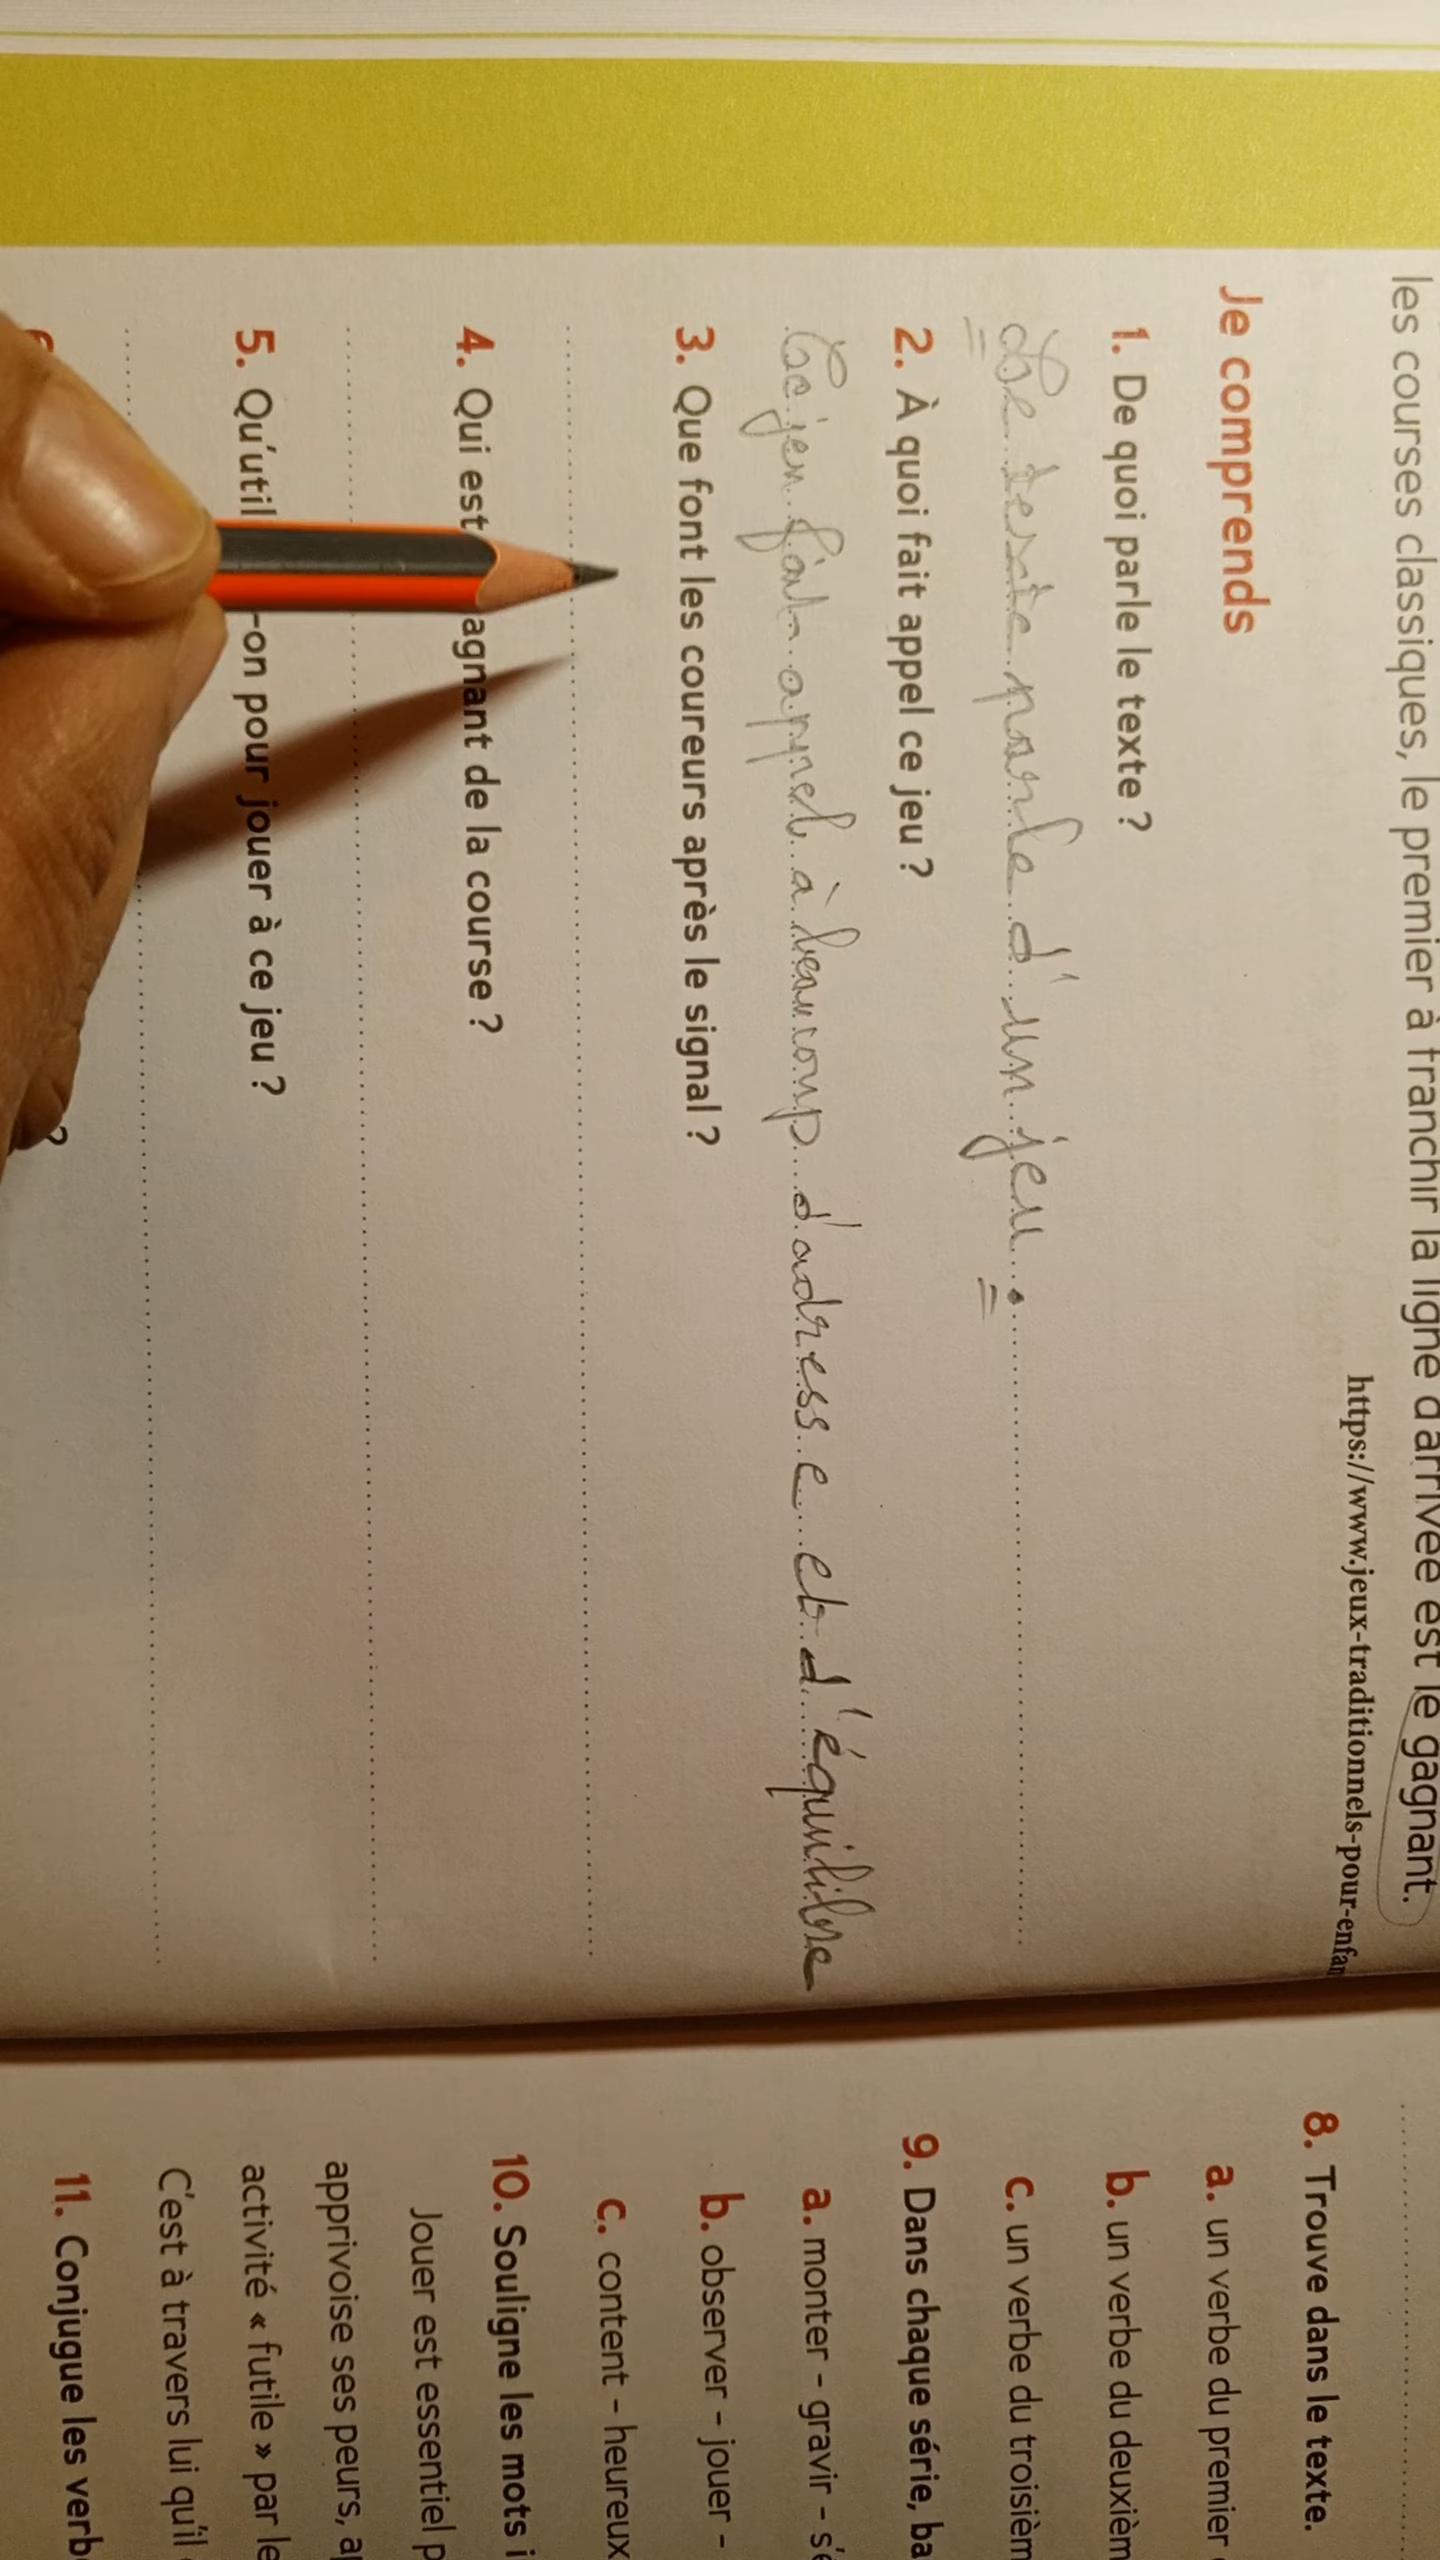 les courses classiques, le premier à franchir la ligne d'arrivée est le gagnant.
https://www.jeux-traditionnels-pour-enfan
Je comprends
1. De quoi parle le texte ?
Le texte parle d'un jeu.
2. À quoi fait appel ce jeu ?
Ce jeu fait appel à beaucoup d'adresse et d'équilibre
3. Que font les coureurs après le signal ?
4. Qui est agnant de la course ?
5. Qu'util -on pour jouer à ce jeu ?
?
8. Trouve dans le texte.
a. un verbe du premier
b. un verbe du deuxièm
c. un verbe du troisièm
9. Dans chaque série, ba
a. monter – gravir – s'é
b. observer – jouer –
c. content – heureux
10. Souligne les mots i
Jouer est essentiel p
apprivoise ses peurs, a
activité « futile » par le
C'est à travers lui qu'il
11. Conjugue les verb